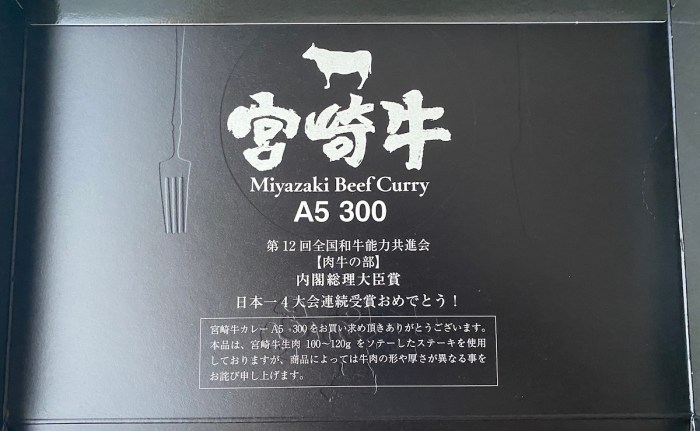 宮崎牛
Miyazaki Beef Curry
A5 300
第12回全国和牛能力共進会
【肉牛の部】
内閣総理大臣賞
日本一4大会連続受賞おめでとう！
宮崎牛カレーA5 300をお買い求め頂きありがとうございます。
本品は、宮崎牛生肉 100～120g をソテーしたステーキを使用
しておりますが、商品によっては牛肉の形や厚さが異なる事を
お詫び申し上げます。